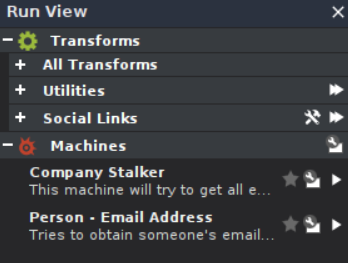 Run View
Transforms
All Transforms
Utilities
Social Links
Machines
Company Stalker
This machine will try to get all e...
Person - Email Address
Tries to obtain someone's email...